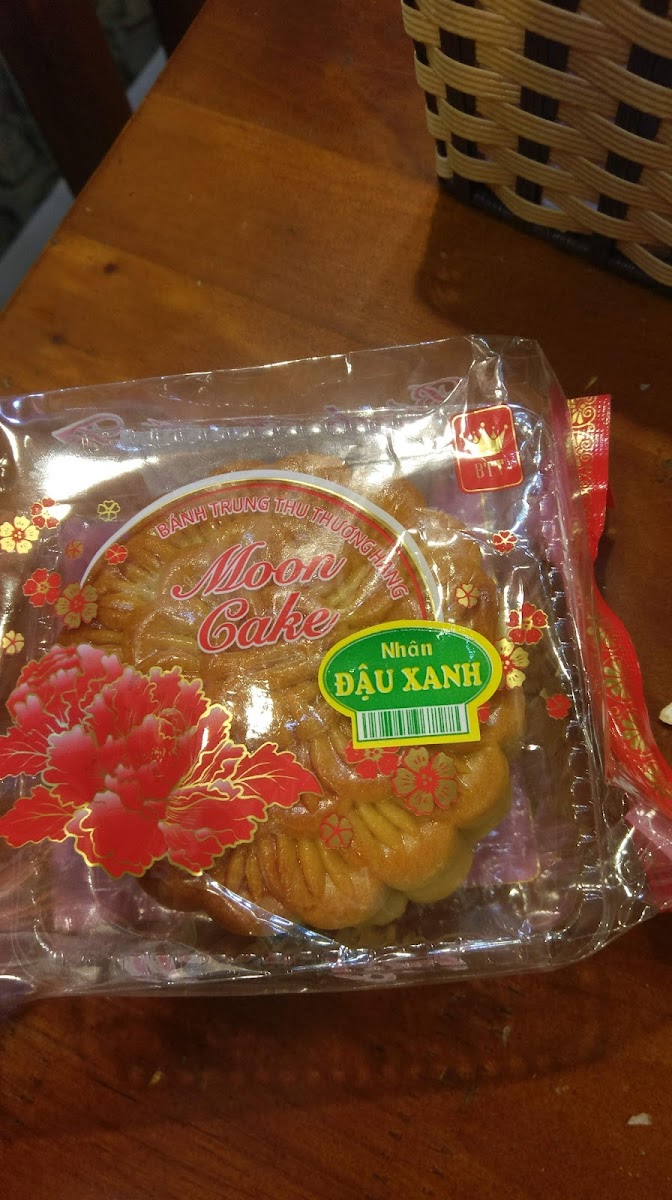 BÁNH TRUNG THU THƯỢNG HẠNG
Moon
Cake
Nhân
ĐẬU XANH